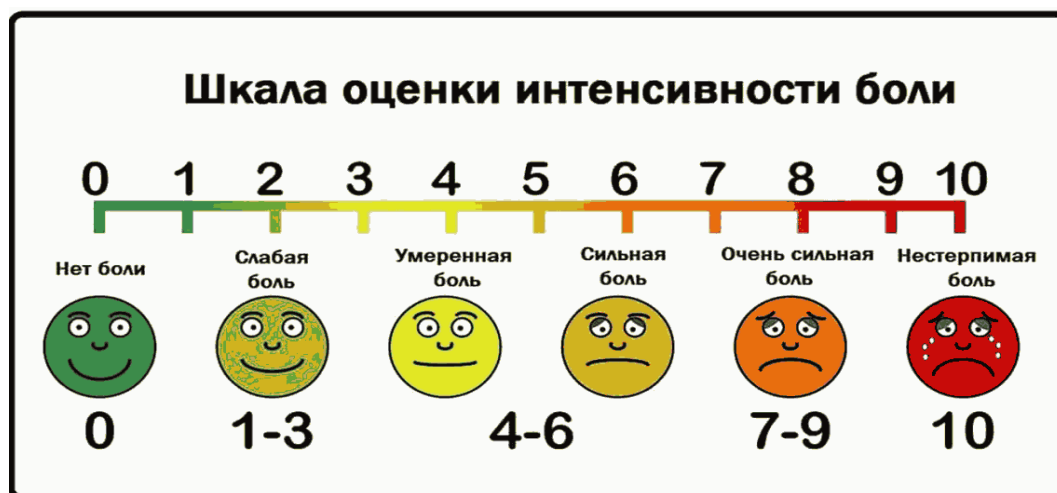 Шкала оценки интенсивности боли
0 1 2 3 4 5 6 7 8 9 10
Нет боли
Слабая
боль
Умеренная
боль
Сильная
боль
Очень сильная
боль
Нестерпимая
боль
0 1-3 4-6 7-9 10